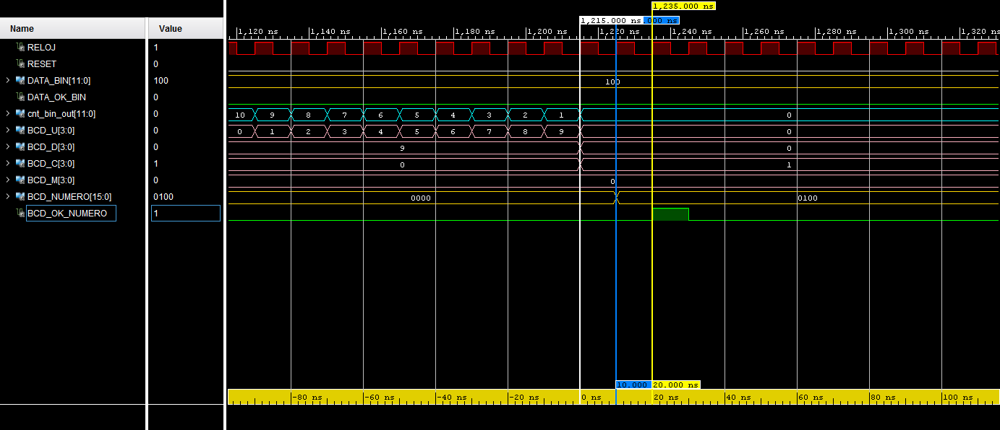 1,235.000 ns
1,215.000 ns .000 ns
Name Value
1,120 ns 1,140 ns 1,160 ns 1,180 ns 1,200 ns 1,220 ns 1,240 ns 1,260 ns 1,280 ns 1,300 ns 1,320 ns
RELOJ 1
RESET 0
DATA_BIN[11:0] 100 100
DATA_OK_BIN 0
cnt_bin_out[11:0] 0 10 9 8 7 6 5 4 3 2 1 0
BCD_U[3:0] 0 0 1 2 3 4 5 6 7 8 9 0
BCD_D[3:0] 0 9 0
BCD_C[3:0] 1 0 1
BCD_M[3:0] 0 0
BCD_NUMERO[15:0] 0100 0000 0100
BCD_OK_NUMERO 1
10.000 20.000 ns
-80 ns -60 ns -40 ns -20 ns 0 ns 20 ns 40 ns 60 ns 80 ns 100 ns